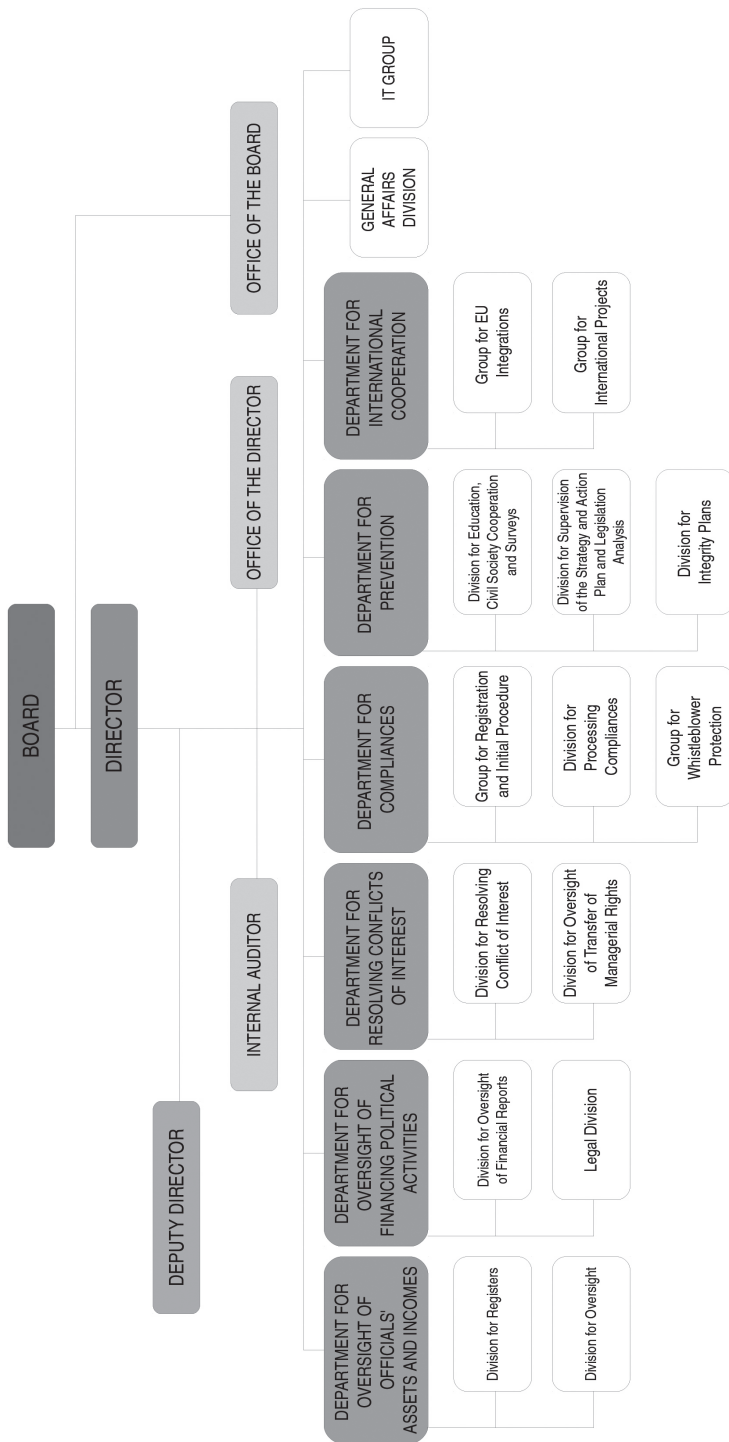 BOARD
DIRECTOR
DEPUTY DIRECTOR
INTERNAL AUDITOR
OFFICE OF THE DIRECTOR
OFFICE OF THE BOARD
DEPARTMENT FOR
OVERSIGHT OF
OFFICIALS'
ASSETS AND INCOMES
Division for Registers
Division for Oversight
DEPARTMENT FOR
OVERSIGHT OF
FINANCING POLITICAL
ACTIVITIES
Division for Oversight
of Financial Reports
Legal Division
DEPARTMENT FOR
RESOLVING CONFLICTS
OF INTEREST
Division for Resolving
Conflict of Interest
Division for Oversight
of Transfer of
Managerial Rights
DEPARTMENT FOR
COMPLIANCES
Group for Registration
and Initial Procedure
Division for
Processing
Compliances
Group for
Whistleblower
Protection
DEPARTMENT FOR
PREVENTION
Division for Education,
Civil Society Cooperation
and Surveys
Division for Supervision
of the Strategy and Action
Plan and Legislation
Analysis
Division for
Integrity Plans
DEPARTMENT FOR
INTERNATIONAL
COOPERATION
Group for EU
Integrations
Group for
International Projects
GENERAL
AFFAIRS
DIVISION
IT GROUP